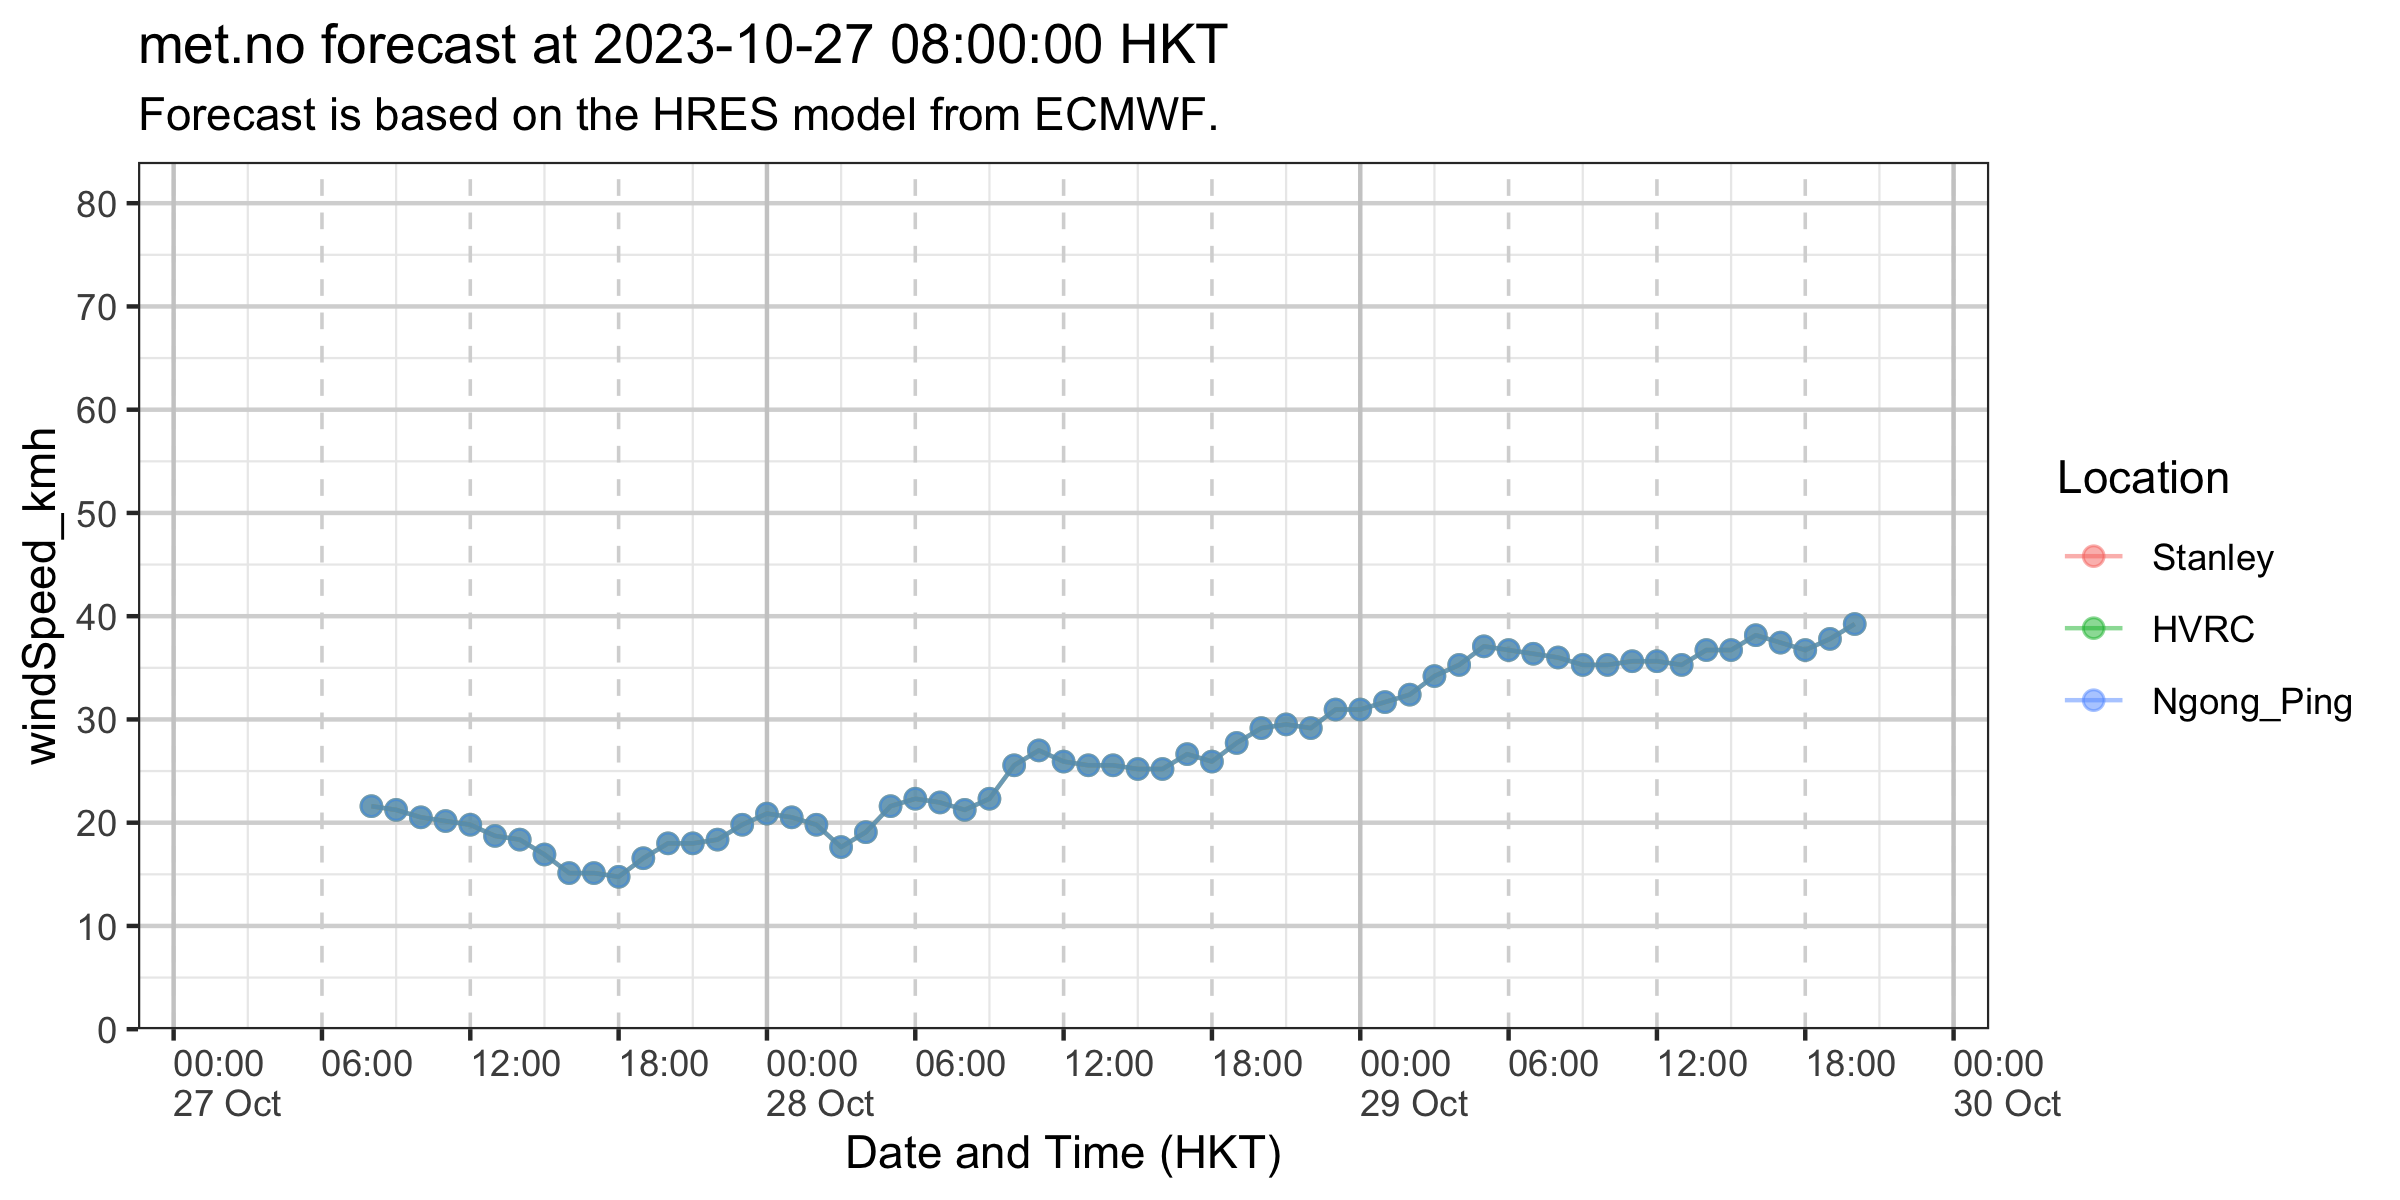 met.no forecast at 2023-10-27 08:00:00 HKT
Forecast is based on the HRES model from ECMWF.
windSpeed_kmh
80
70
60
50
40
30
20
10
0
00:00 06:00 12:00 18:00 00:00 06:00 12:00 18:00 00:00 06:00 12:00 18:00 00:00
27 Oct 28 Oct 29 Oct 30 Oct
Date and Time (HKT)
Location
Stanley
HVRC
Ngong_Ping